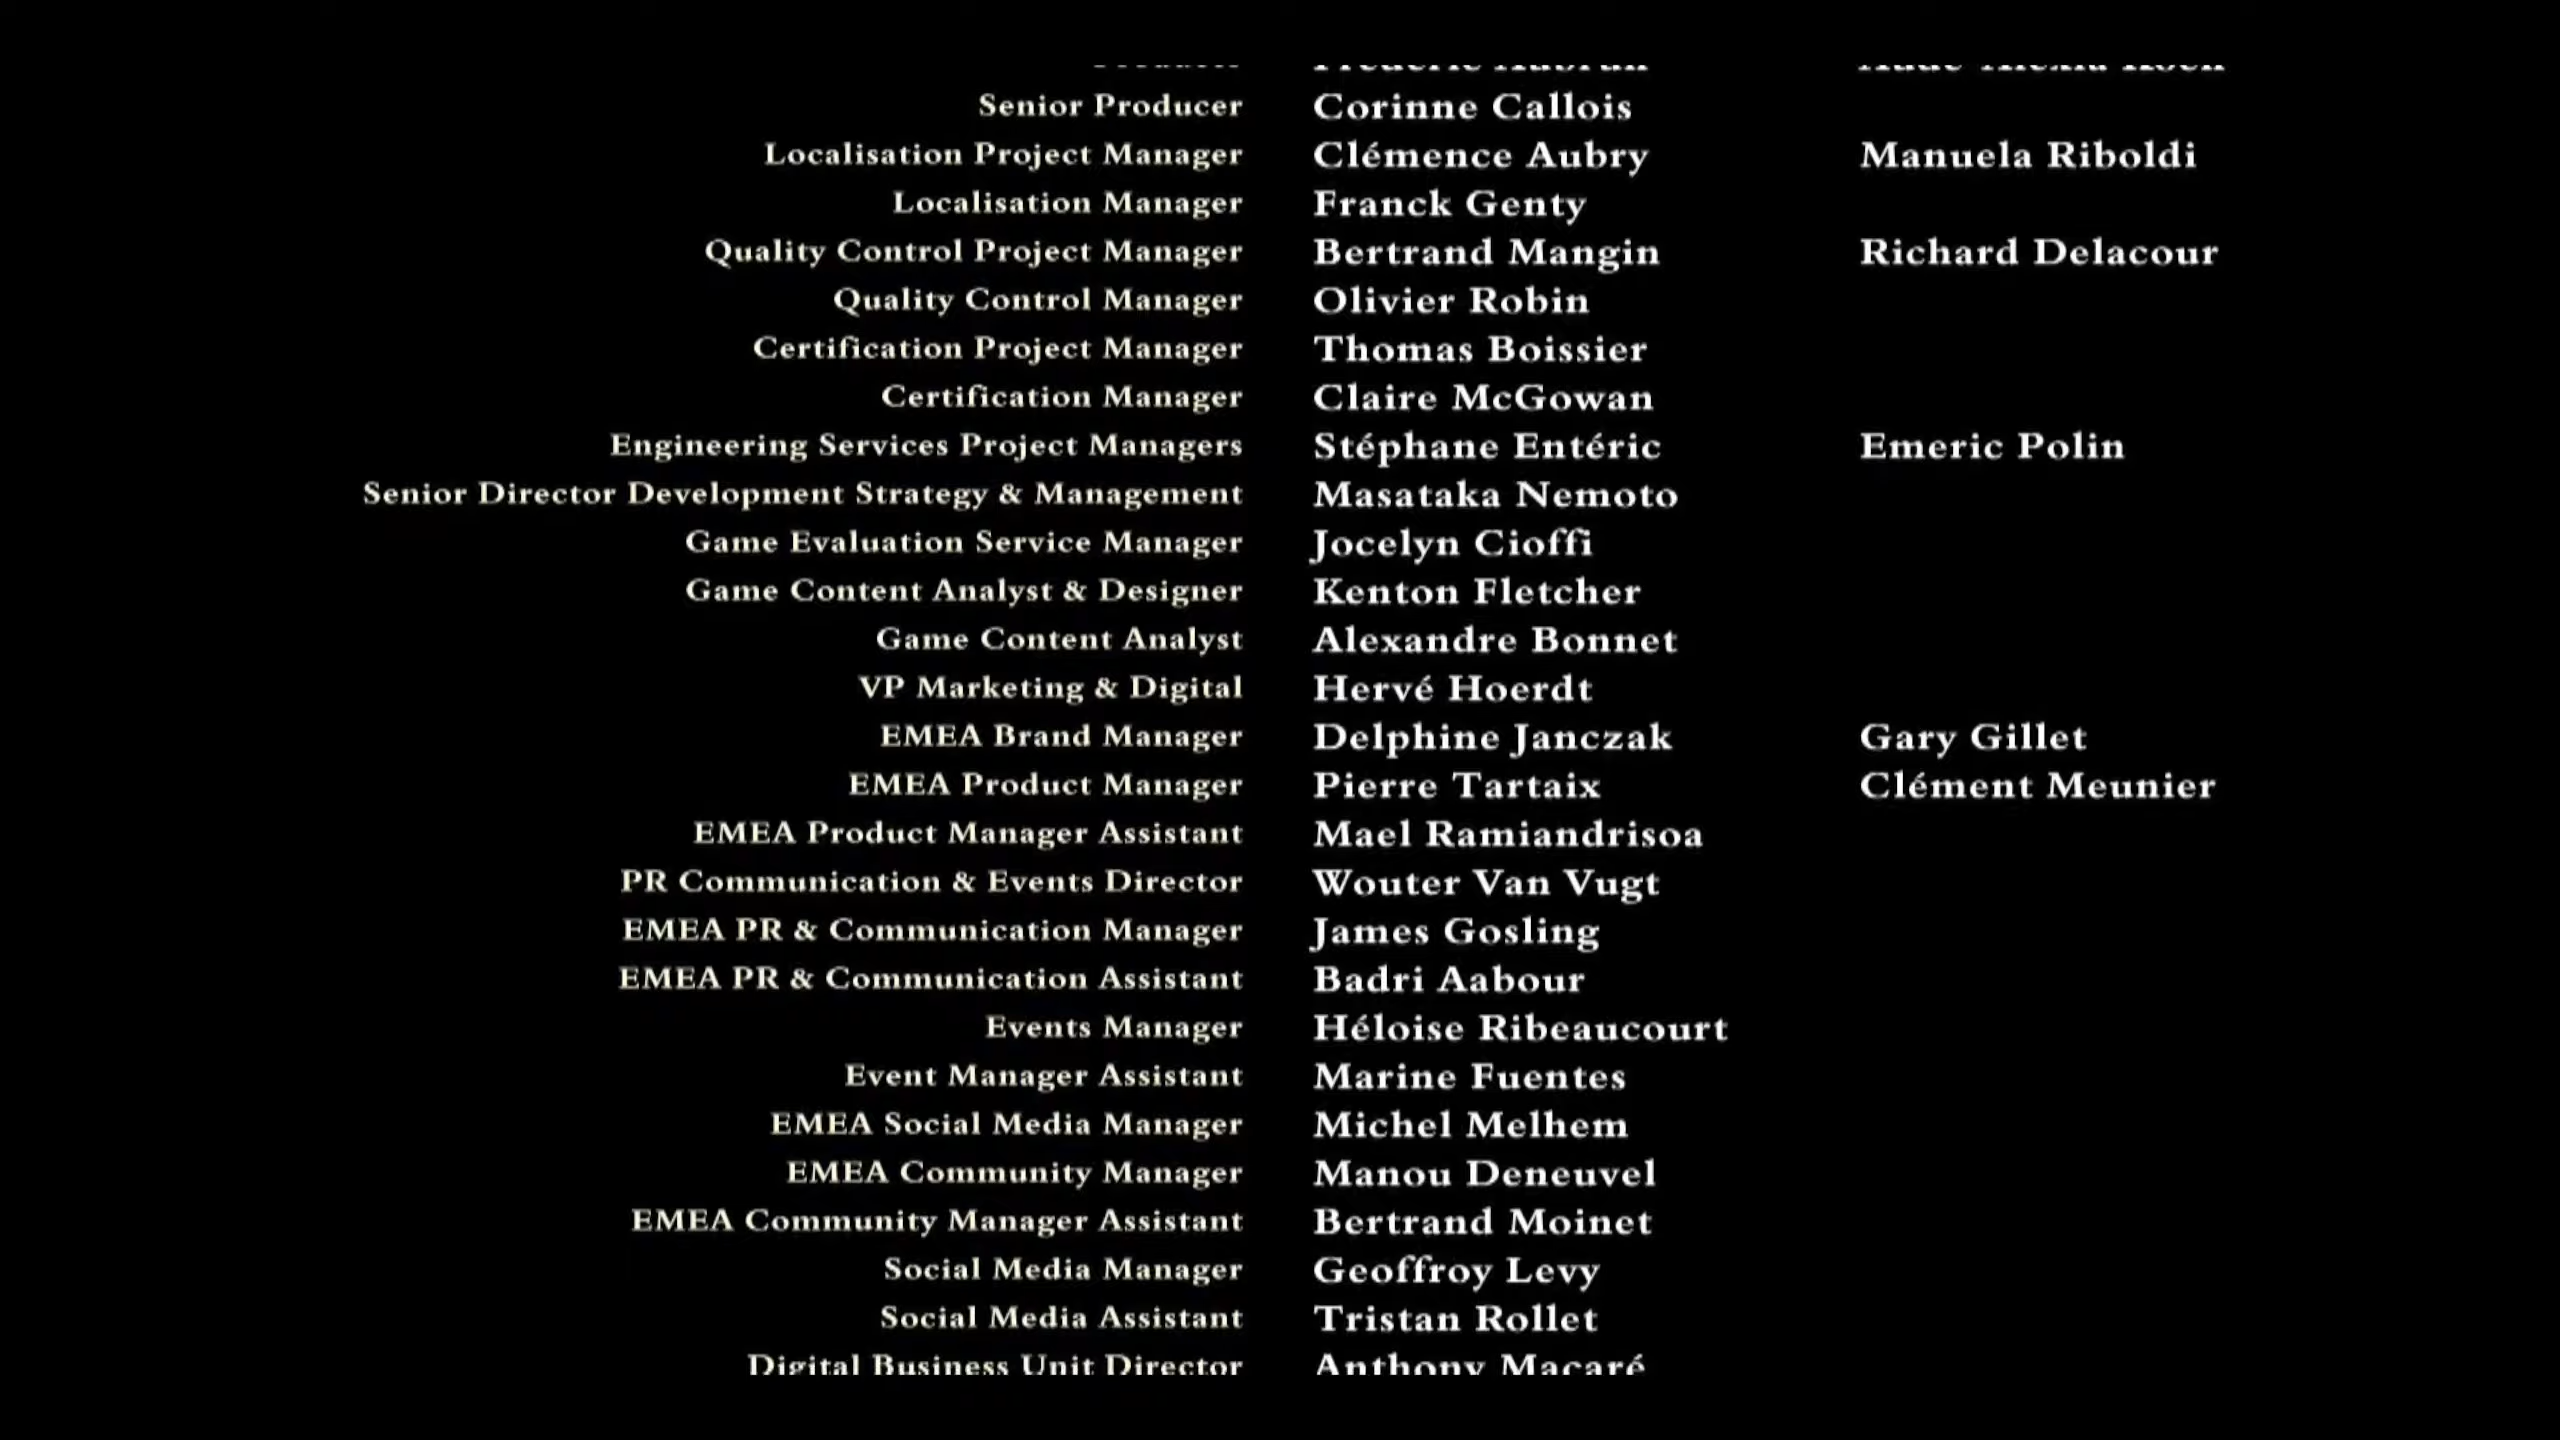 Senior Producer Corinne Callois
Localisation Project Manager Clémence Aubry Manuela Riboldi
Localisation Manager Franck Genty
Quality Control Project Manager Bertrand Mangin Richard Delacour
Quality Control Manager Olivier Robin
Certification Project Manager Thomas Boissier
Certification Manager Claire McGowan
Engineering Services Project Managers Stéphane Entéric Emeric Polin
Senior Director Development Strategy & Management Masataka Nemoto
Game Evaluation Service Manager Jocelyn Cioffi
Game Content Analyst & Designer Kenton Fletcher
Game Content Analyst Alexandre Bonnet
VP Marketing & Digital Hervé Hoerdt
EMEA Brand Manager Delphine Janczak Gary Gillet
EMEA Product Manager Pierre Tartaix Clément Meunier
EMEA Product Manager Assistant Mael Ramiandrisoa
PR Communication & Events Director Wouter Van Vugt
EMEA PR & Communication Manager James Gosling
EMEA PR & Communication Assistant Badri Aabour
Events Manager Héloise Ribeaucourt
Event Manager Assistant Marine Fuentes
EMEA Social Media Manager Michel Melhem
EMEA Community Manager Manou Deneuvel
EMEA Community Manager Assistant Bertrand Moinet
Social Media Manager Geoffroy Levy
Social Media Assistant Tristan Rollet
Digital Business Unit Director Anthony Macaré